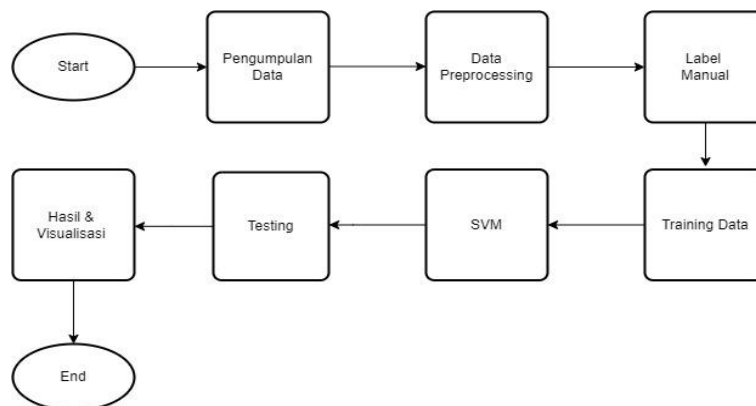 Start
Pengumpulan
Data
Data
Preprocessing
Label
Manual
Training Data
SVM
Testing
Hasil &
Visualisasi
End